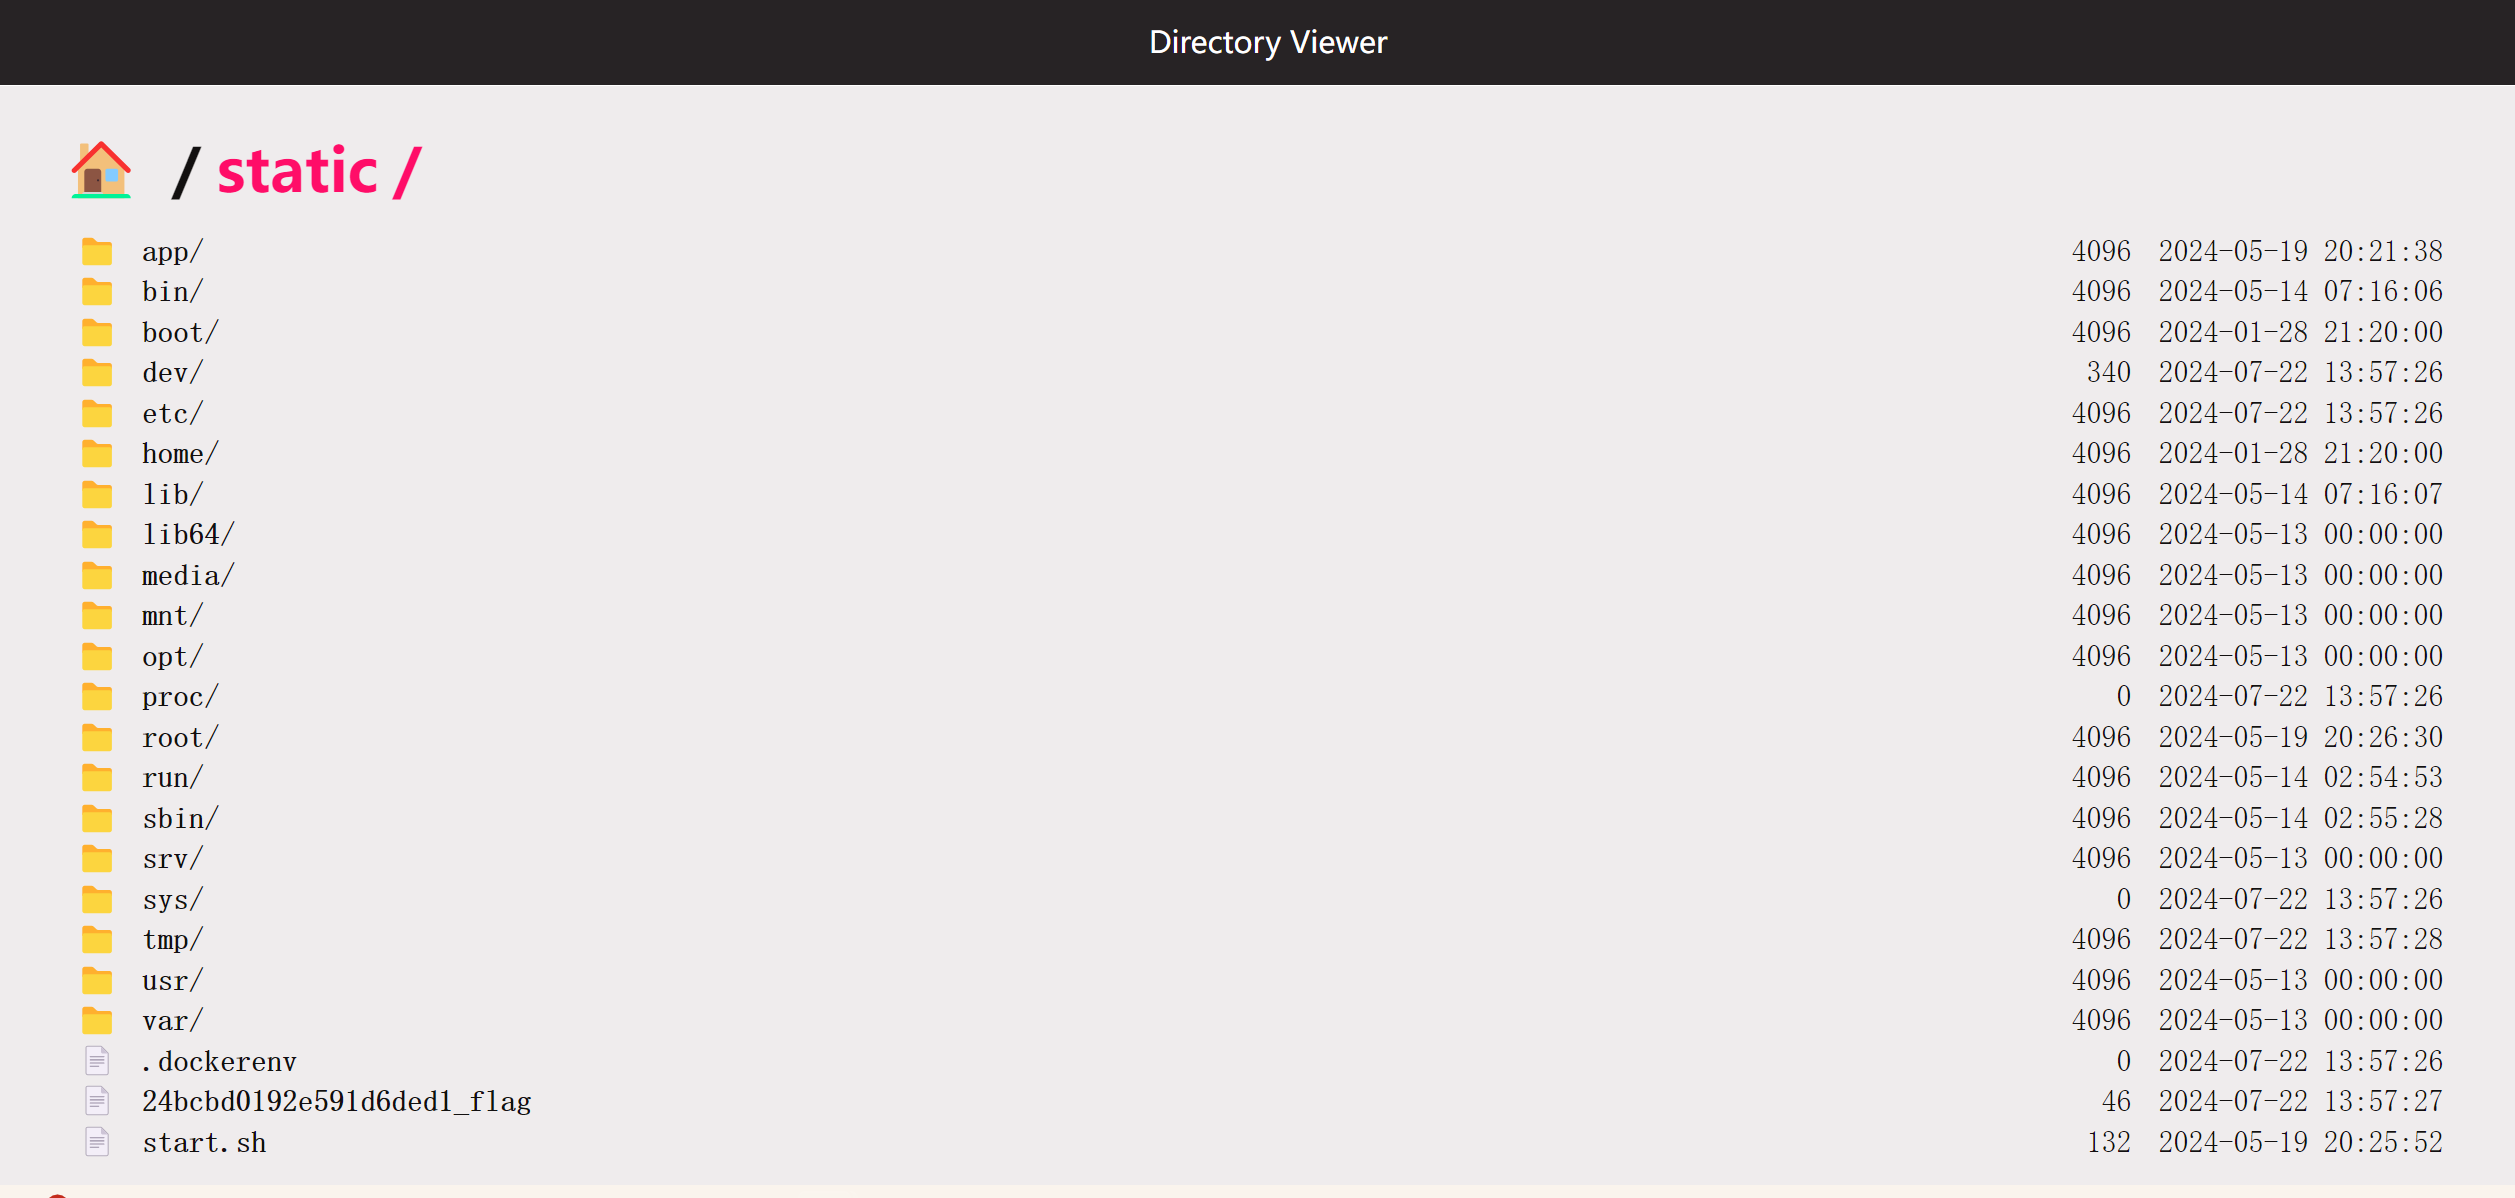 Directory Viewer
/ static /
app/ 4096 2024-05-19 20:21:38
bin/ 4096 2024-05-14 07:16:06
boot/ 4096 2024-01-28 21:20:00
dev/ 340 2024-07-22 13:57:26
etc/ 4096 2024-07-22 13:57:26
home/ 4096 2024-01-28 21:20:00
lib/ 4096 2024-05-14 07:16:07
lib64/ 4096 2024-05-13 00:00:00
media/ 4096 2024-05-13 00:00:00
mnt/ 4096 2024-05-13 00:00:00
opt/ 4096 2024-05-13 00:00:00
proc/ 0 2024-07-22 13:57:26
root/ 4096 2024-05-19 20:26:30
run/ 4096 2024-05-14 02:54:53
sbin/ 4096 2024-05-14 02:55:28
srv/ 4096 2024-05-13 00:00:00
sys/ 0 2024-07-22 13:57:26
tmp/ 4096 2024-07-22 13:57:28
usr/ 4096 2024-05-13 00:00:00
var/ 4096 2024-05-13 00:00:00
.dockerenv 0 2024-07-22 13:57:26
24bcbd0192e591d6ded1_flag 46 2024-07-22 13:57:27
start.sh 132 2024-05-19 20:25:52